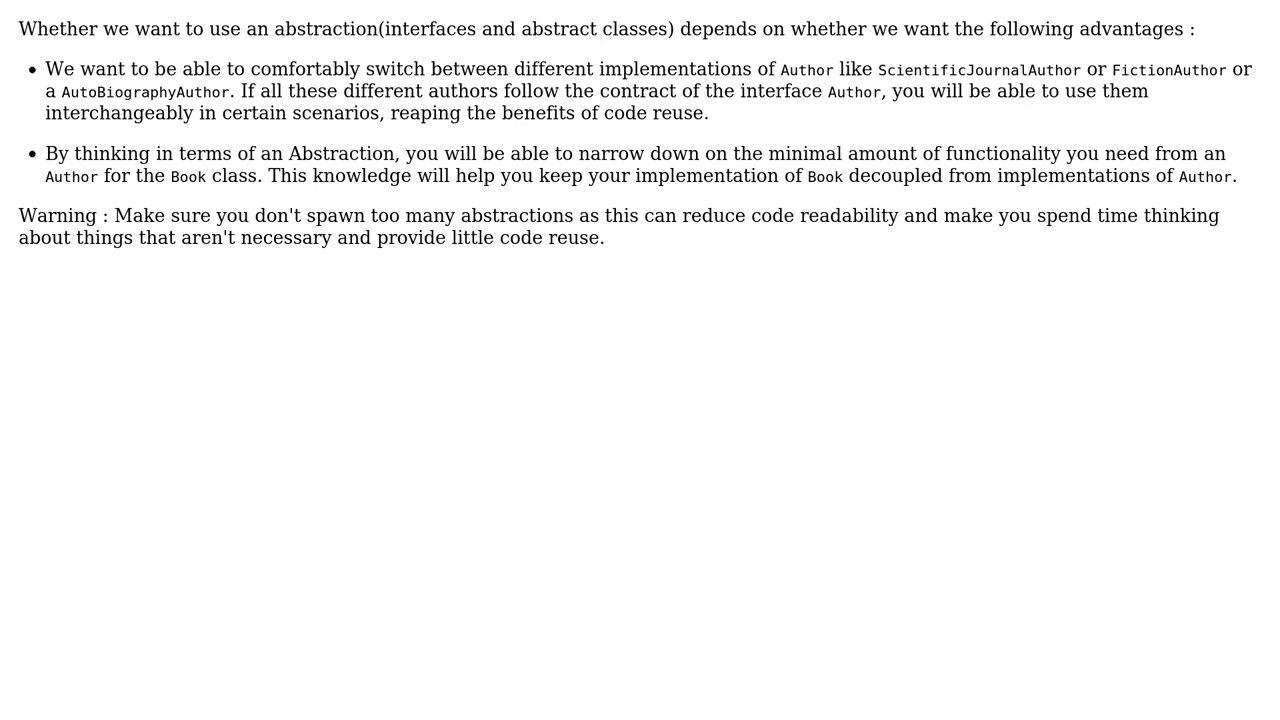 Whether we want to use an abstraction(interfaces and abstract classes) depends on whether we want the following advantages :
• We want to be able to comfortably switch between different implementations of Author like ScientificJournalAuthor or FictionAuthor or
a AutoBiographyAuthor. If all these different authors follow the contract of the interface Author, you will be able to use them
interchangeably in certain scenarios, reaping the benefits of code reuse.
• By thinking in terms of an Abstraction, you will be able to narrow down on the minimal amount of functionality you need from an
Author for the Book class. This knowledge will help you keep your implementation of Book decoupled from implementations of Author.
Warning : Make sure you don't spawn too many abstractions as this can reduce code readability and make you spend time thinking
about things that aren't necessary and provide little code reuse.